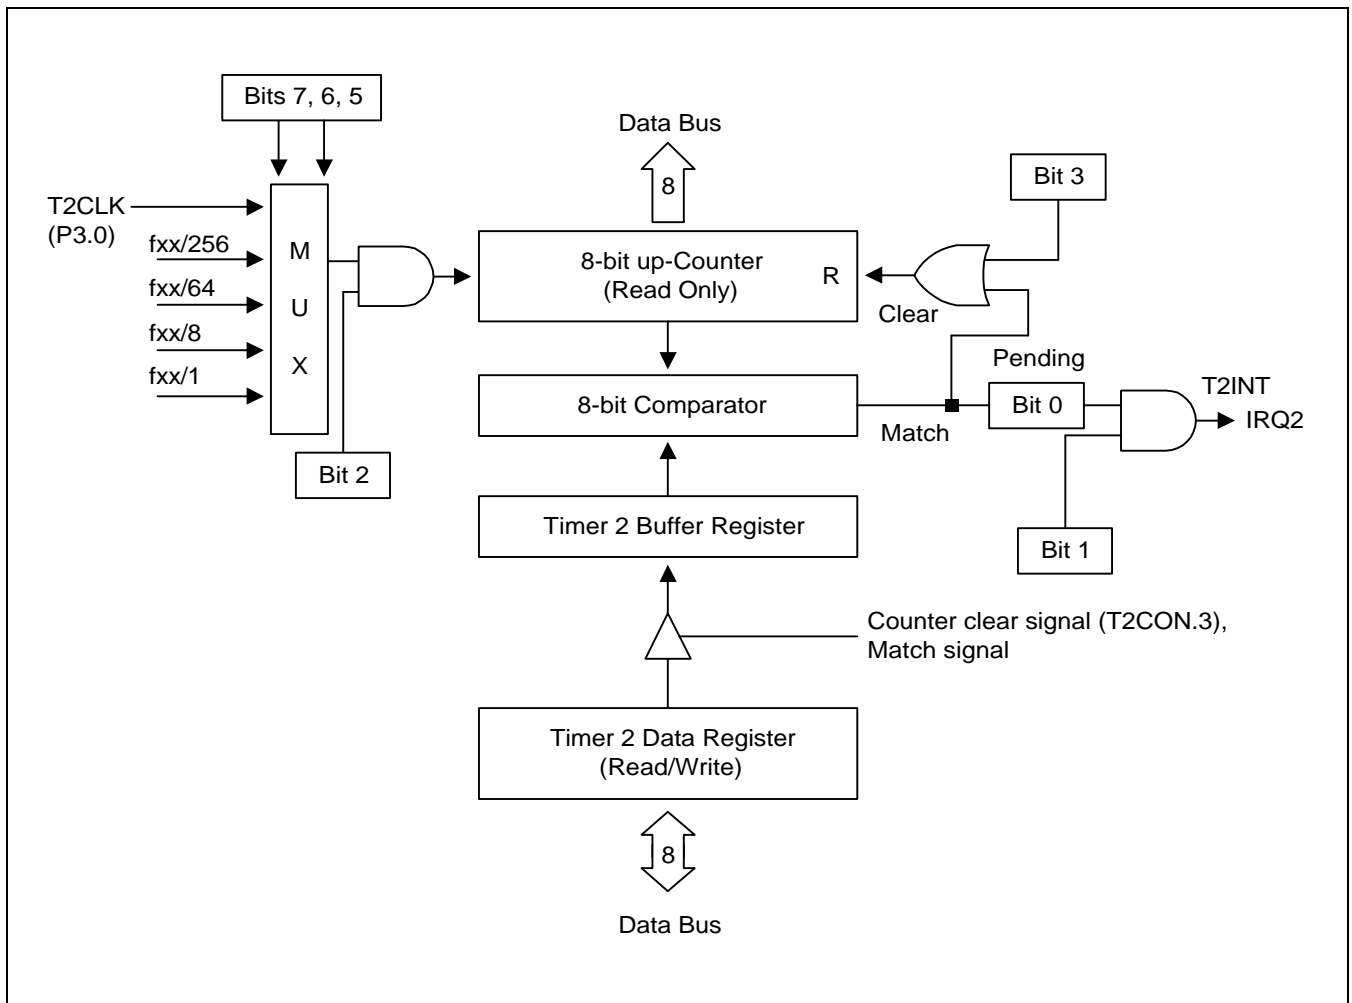 Bits 7, 6, 5
Data Bus
8
Bit 3
T2CLK
(P3.0)
fxx/256
fxx/64
fxx/8
fxx/1
M
U
X
8-bit up-Counter
(Read Only)
R
Clear
Pending
8-bit Comparator
Match
Bit 0
T2INT
IRQ2
Bit 2
Timer 2 Buffer Register
Bit 1
Counter clear signal (T2CON.3),
Match signal
Timer 2 Data Register
(Read/Write)
8
Data Bus